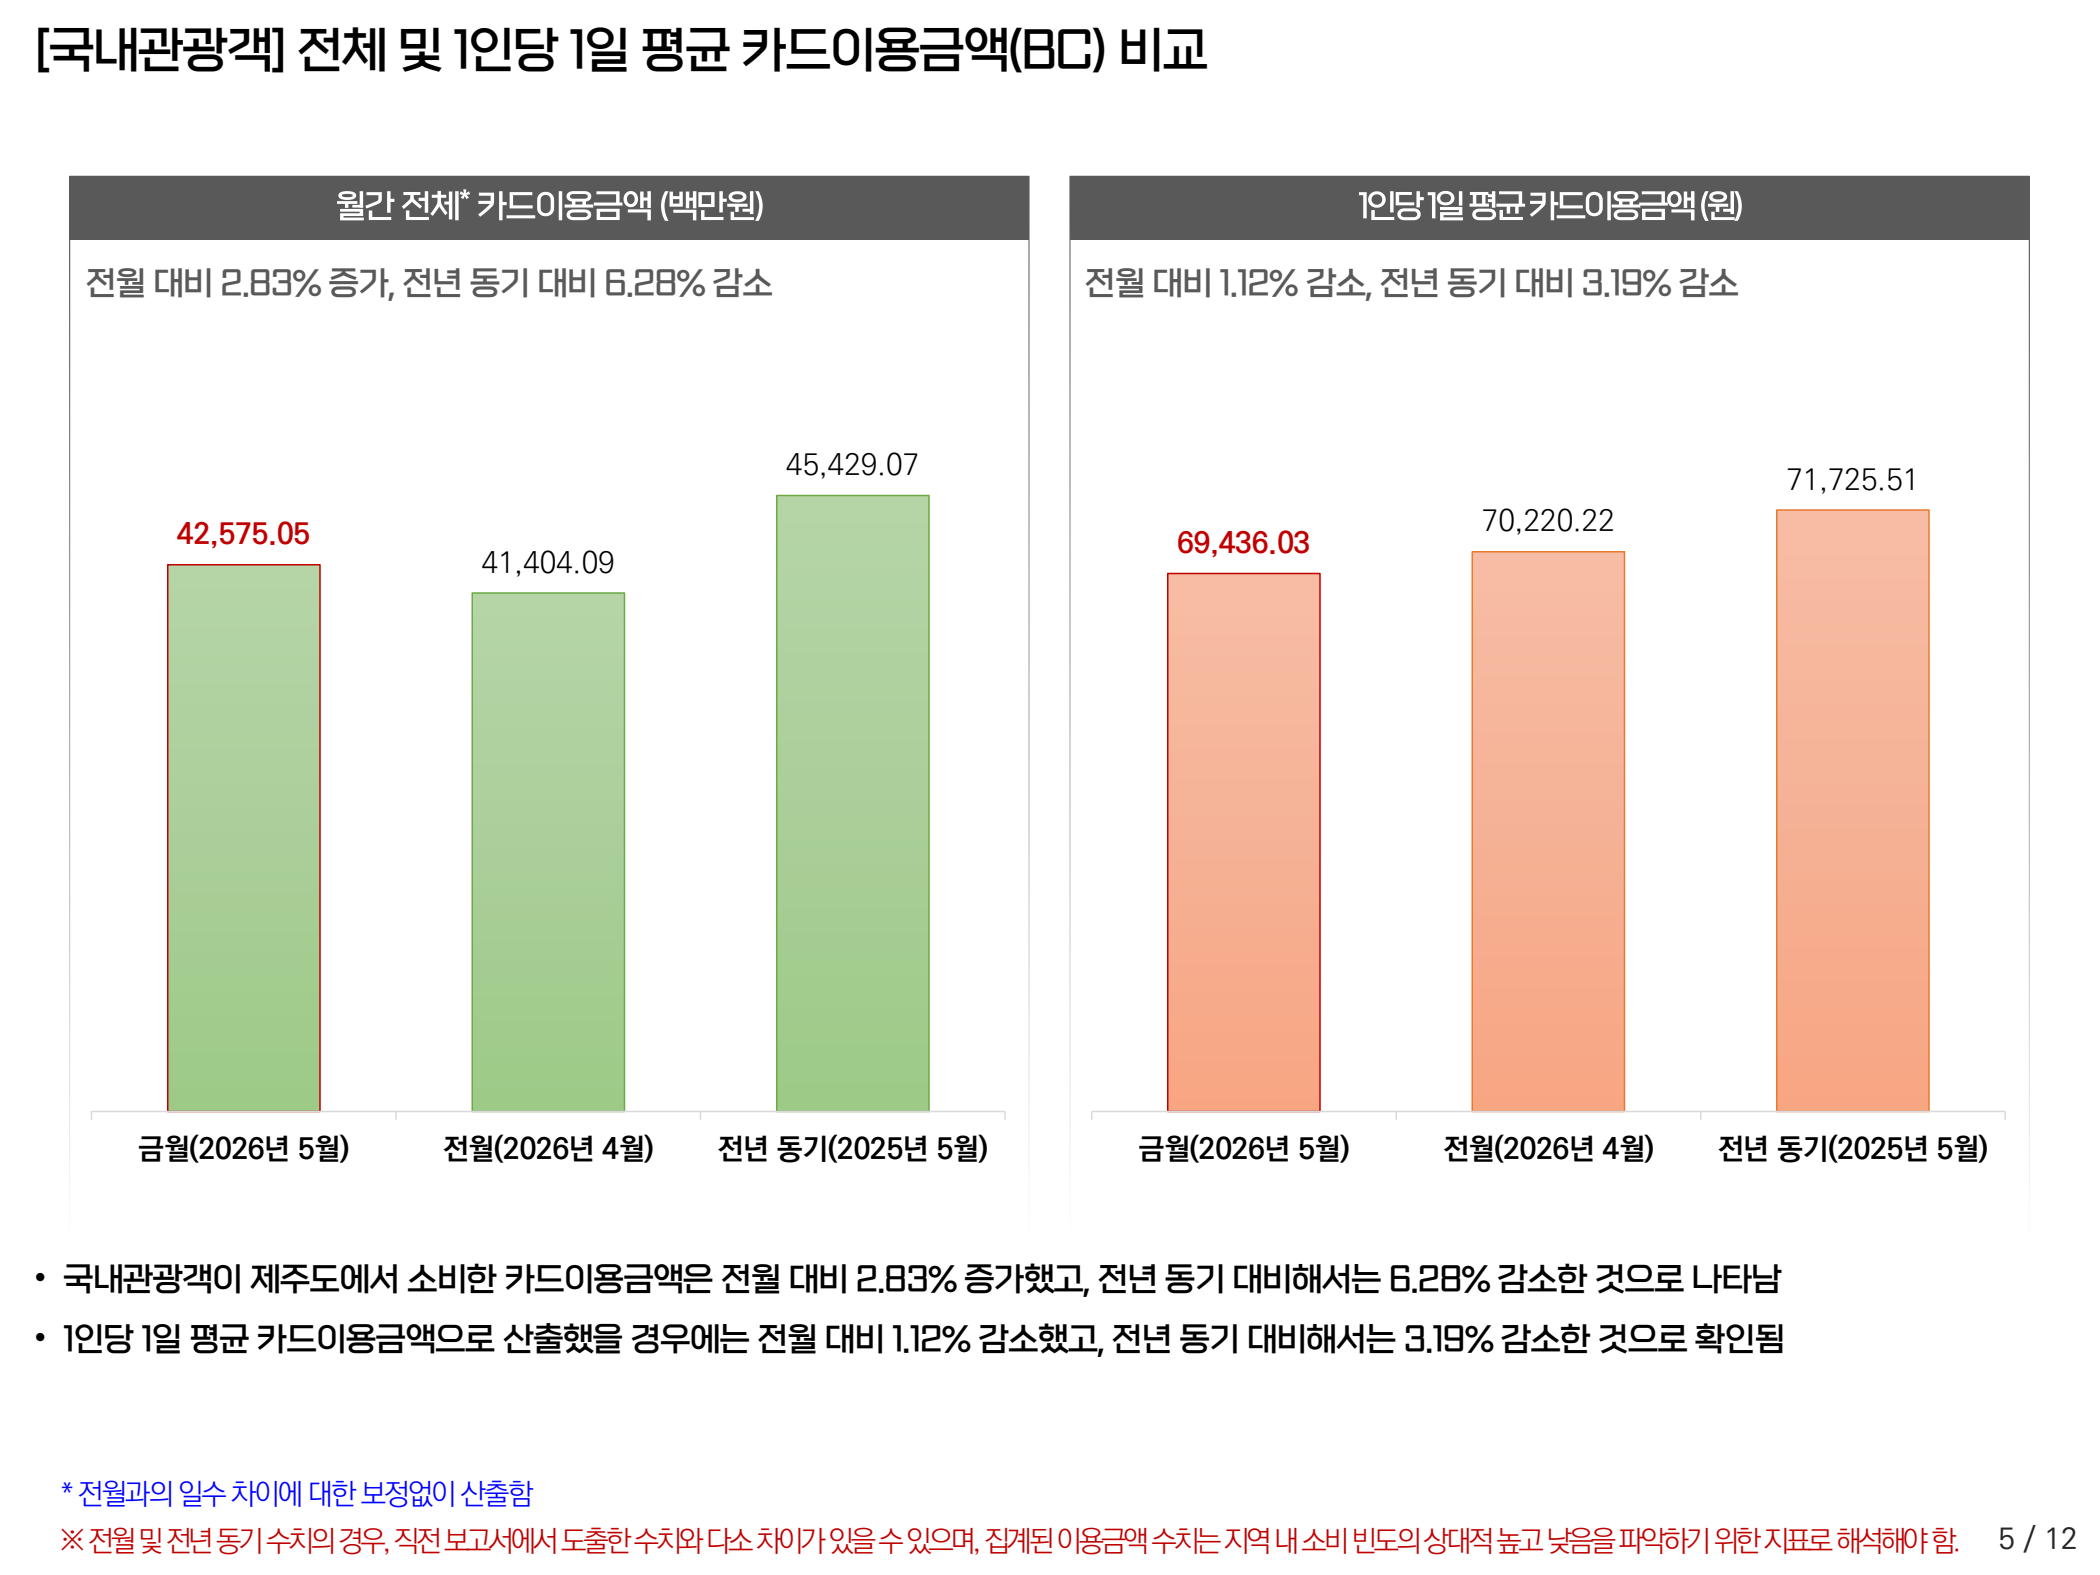 [국내관광객] 전체 및 1인당 1일 평균 카드이용금액(BC) 비교
월간 전체* 카드이용금액 (백만원)
전월 대비 2.83% 증가, 전년 동기 대비 6.28% 감소
45,429.07
42,575.05
41,404.09
금월(2026년 5월) 전월(2026년 4월) 전년 동기(2025년 5월)
1인당 1일 평균 카드이용금액 (원)
전월 대비 1.12% 감소, 전년 동기 대비 3.19% 감소
71,725.51
70,220.22
69,436.03
금월(2026년 5월) 전월(2026년 4월) 전년 동기(2025년 5월)
• 국내관광객이 제주도에서 소비한 카드이용금액은 전월 대비 2.83% 증가했고, 전년 동기 대비해서는 6.28% 감소한 것으로 나타남
• 1인당 1일 평균 카드이용금액으로 산출했을 경우에는 전월 대비 1.12% 감소했고, 전년 동기 대비해서는 3.19% 감소한 것으로 확인됨
* 전월과의 일수 차이에 대한 보정없이 산출함
※ 전월 및 전년 동기 수치의 경우, 직전 보고서에서 도출한 수치와 다소 차이가 있을 수 있으며, 집계된 이용금액 수치는 지역 내 소비 빈도의 상대적 높고 낮음을 파악하기 위한 지표로 해석해야 함.
5 / 12